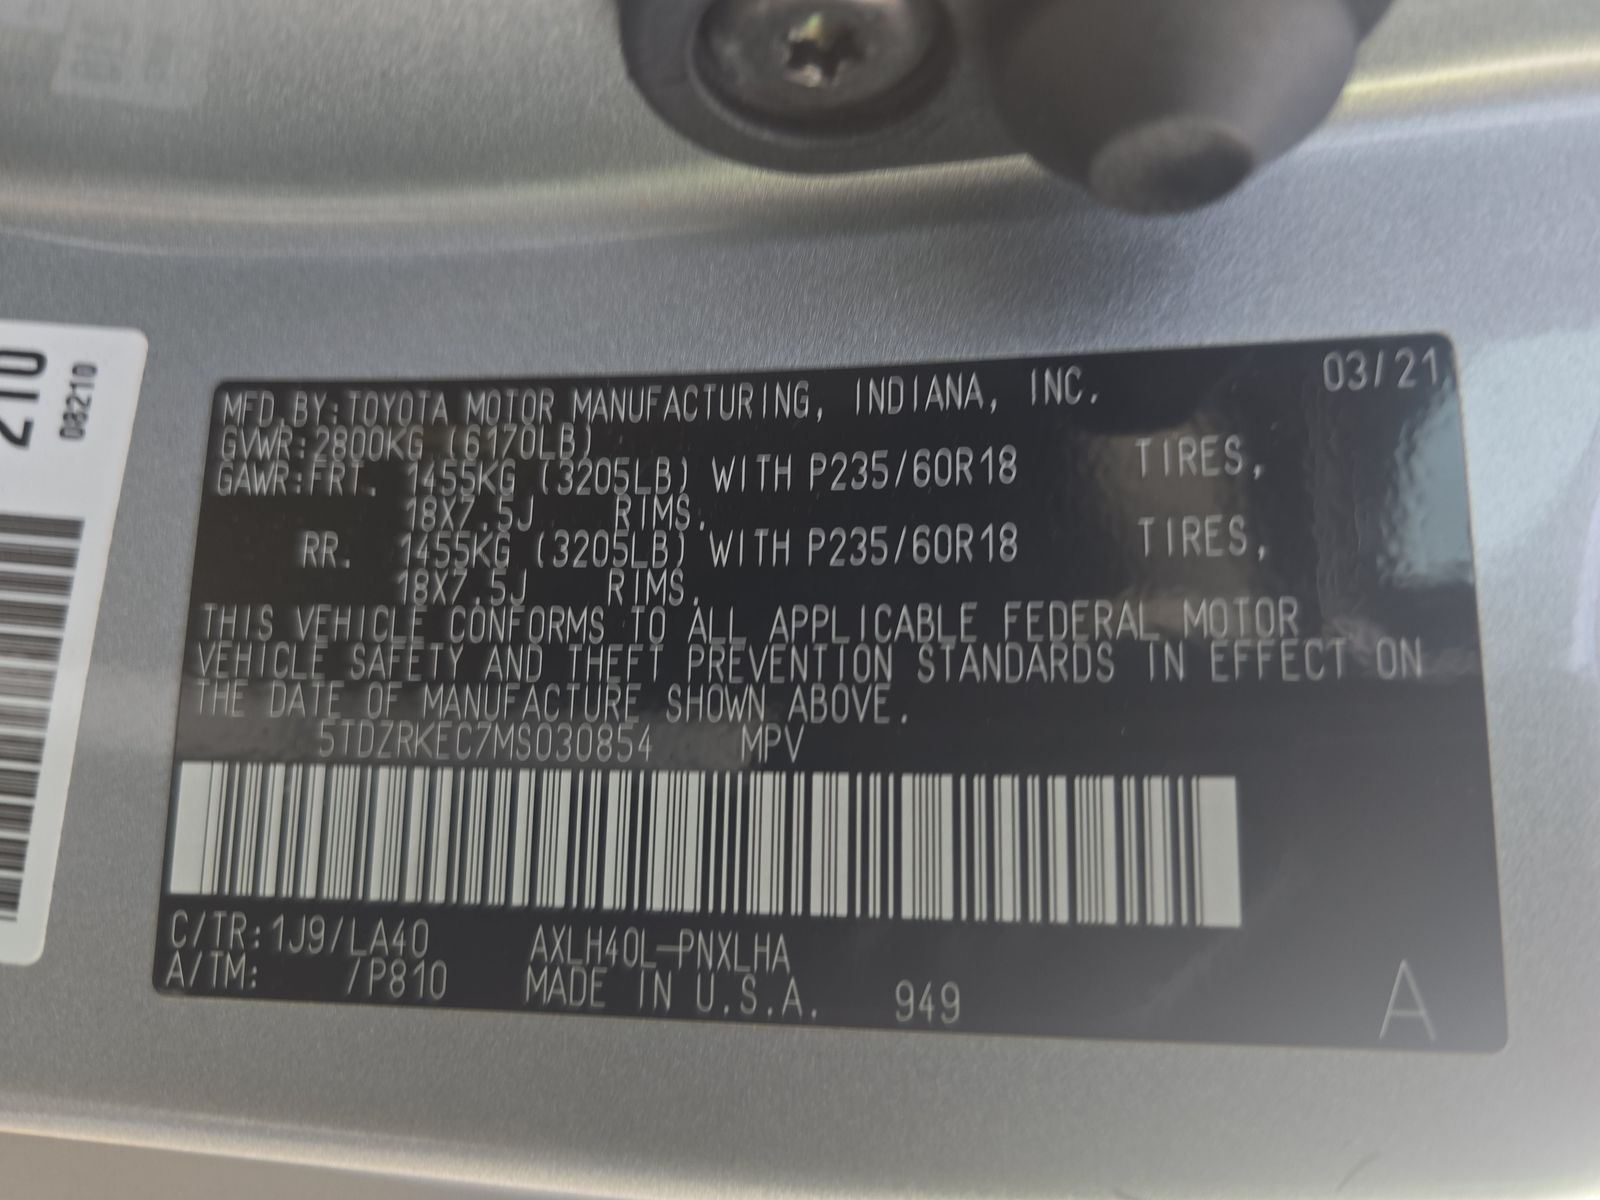 210
08210
MFD.BY:TOYOTA MOTOR MANUFACTURING, INDIANA, INC. 03/21
GVWR:2800KG (6170LB)
GAWR:FRT. 1455KG (3205LB) WITH P235/60R18 TIRES,
18X7.5J RIMS,
RR. 1455KG (3205LB) WITH P235/60R18 TIRES,
18X7.5J RIMS,
THIS VEHICLE CONFORMS TO ALL APPLICABLE FEDERAL MOTOR
VEHICLE SAFETY AND THEFT PREVENTION STANDARDS IN EFFECT ON
THE DATE OF MANUFACTURE SHOWN ABOVE.
5TDZRKEC7MS030854 MPV
C/TR:1J9/LA40 AXLH40L-PNXLHA
A/TM: /P810 MADE IN U.S.A. 949 A